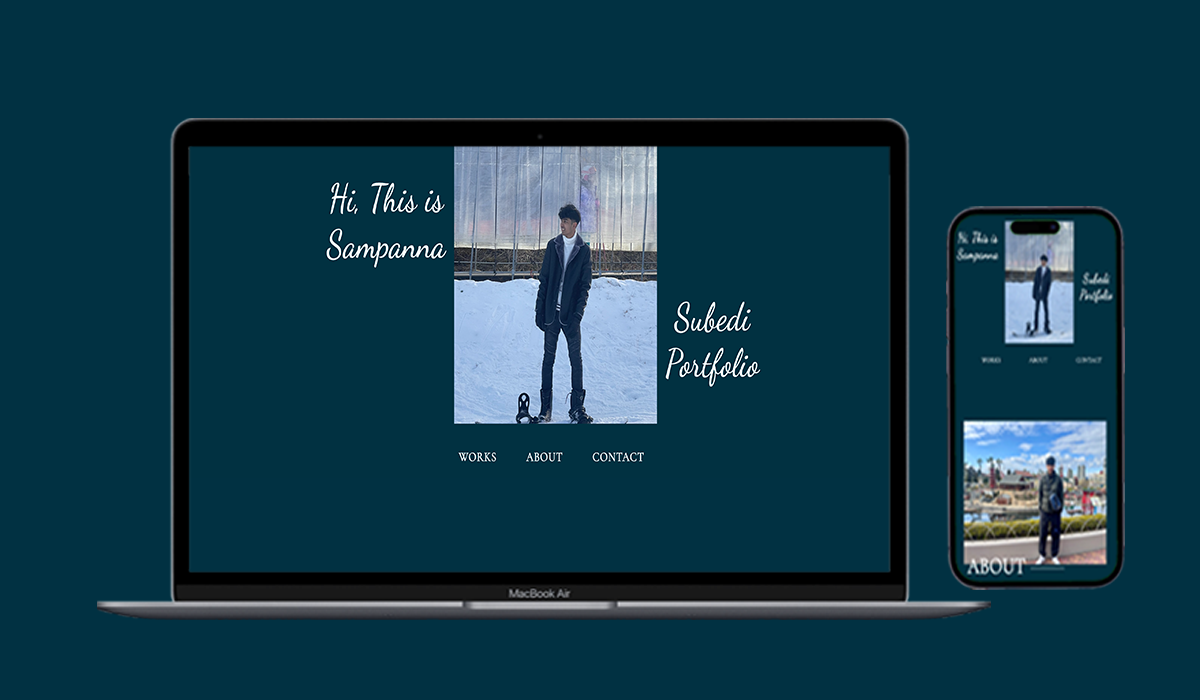 Hi, This is
Sampanna
Subedi
Portfolio
WORKS ABOUT CONTACT
MacBook Air
Hi, This is
Sampanna
Subedi
Portfolio
WORKS ABOUT CONTACT
ABOUT